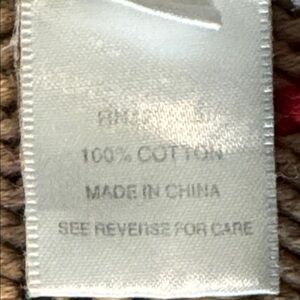 100% COTTON
MADE IN CHINA
SEE REVERSE FOR CARE